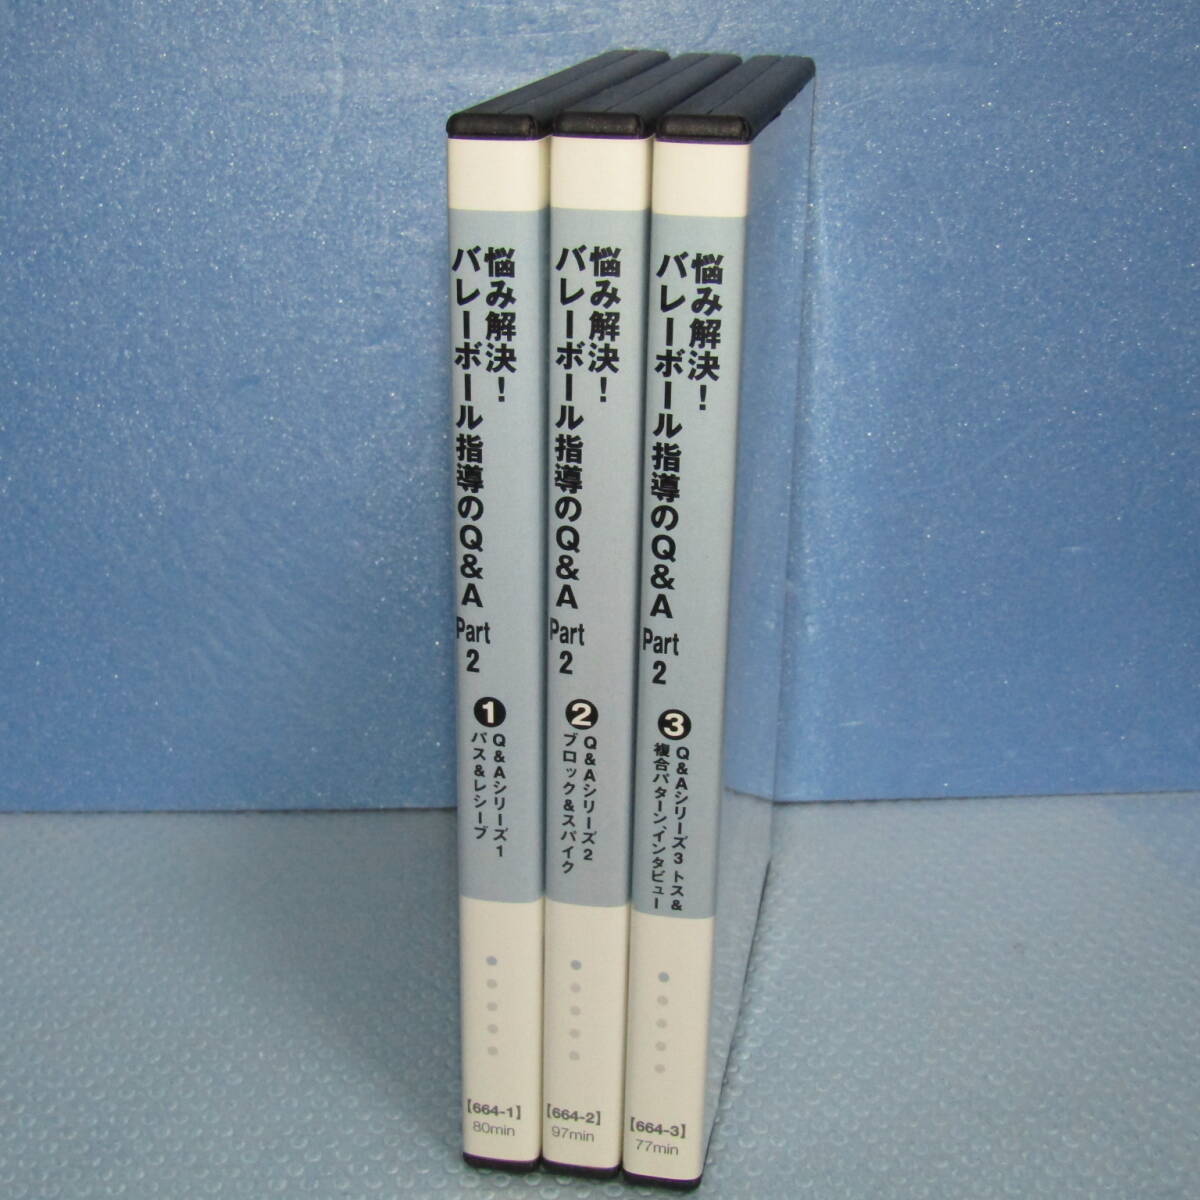 悩み解決!
バレーボール指導のQ&A Part 2
1
Q&Aシリーズ1
パス&レシーブ
【664-1】
80min
悩み解決!
バレーボール指導のQ&A Part 2
2
Q&Aシリーズ2
ブロック&スパイク
【664-2】
97min
悩み解決!
バレーボール指導のQ&A Part 2
3
Q&Aシリーズ3 トス&
複合パターン、インタビュー
【664-3】
77min